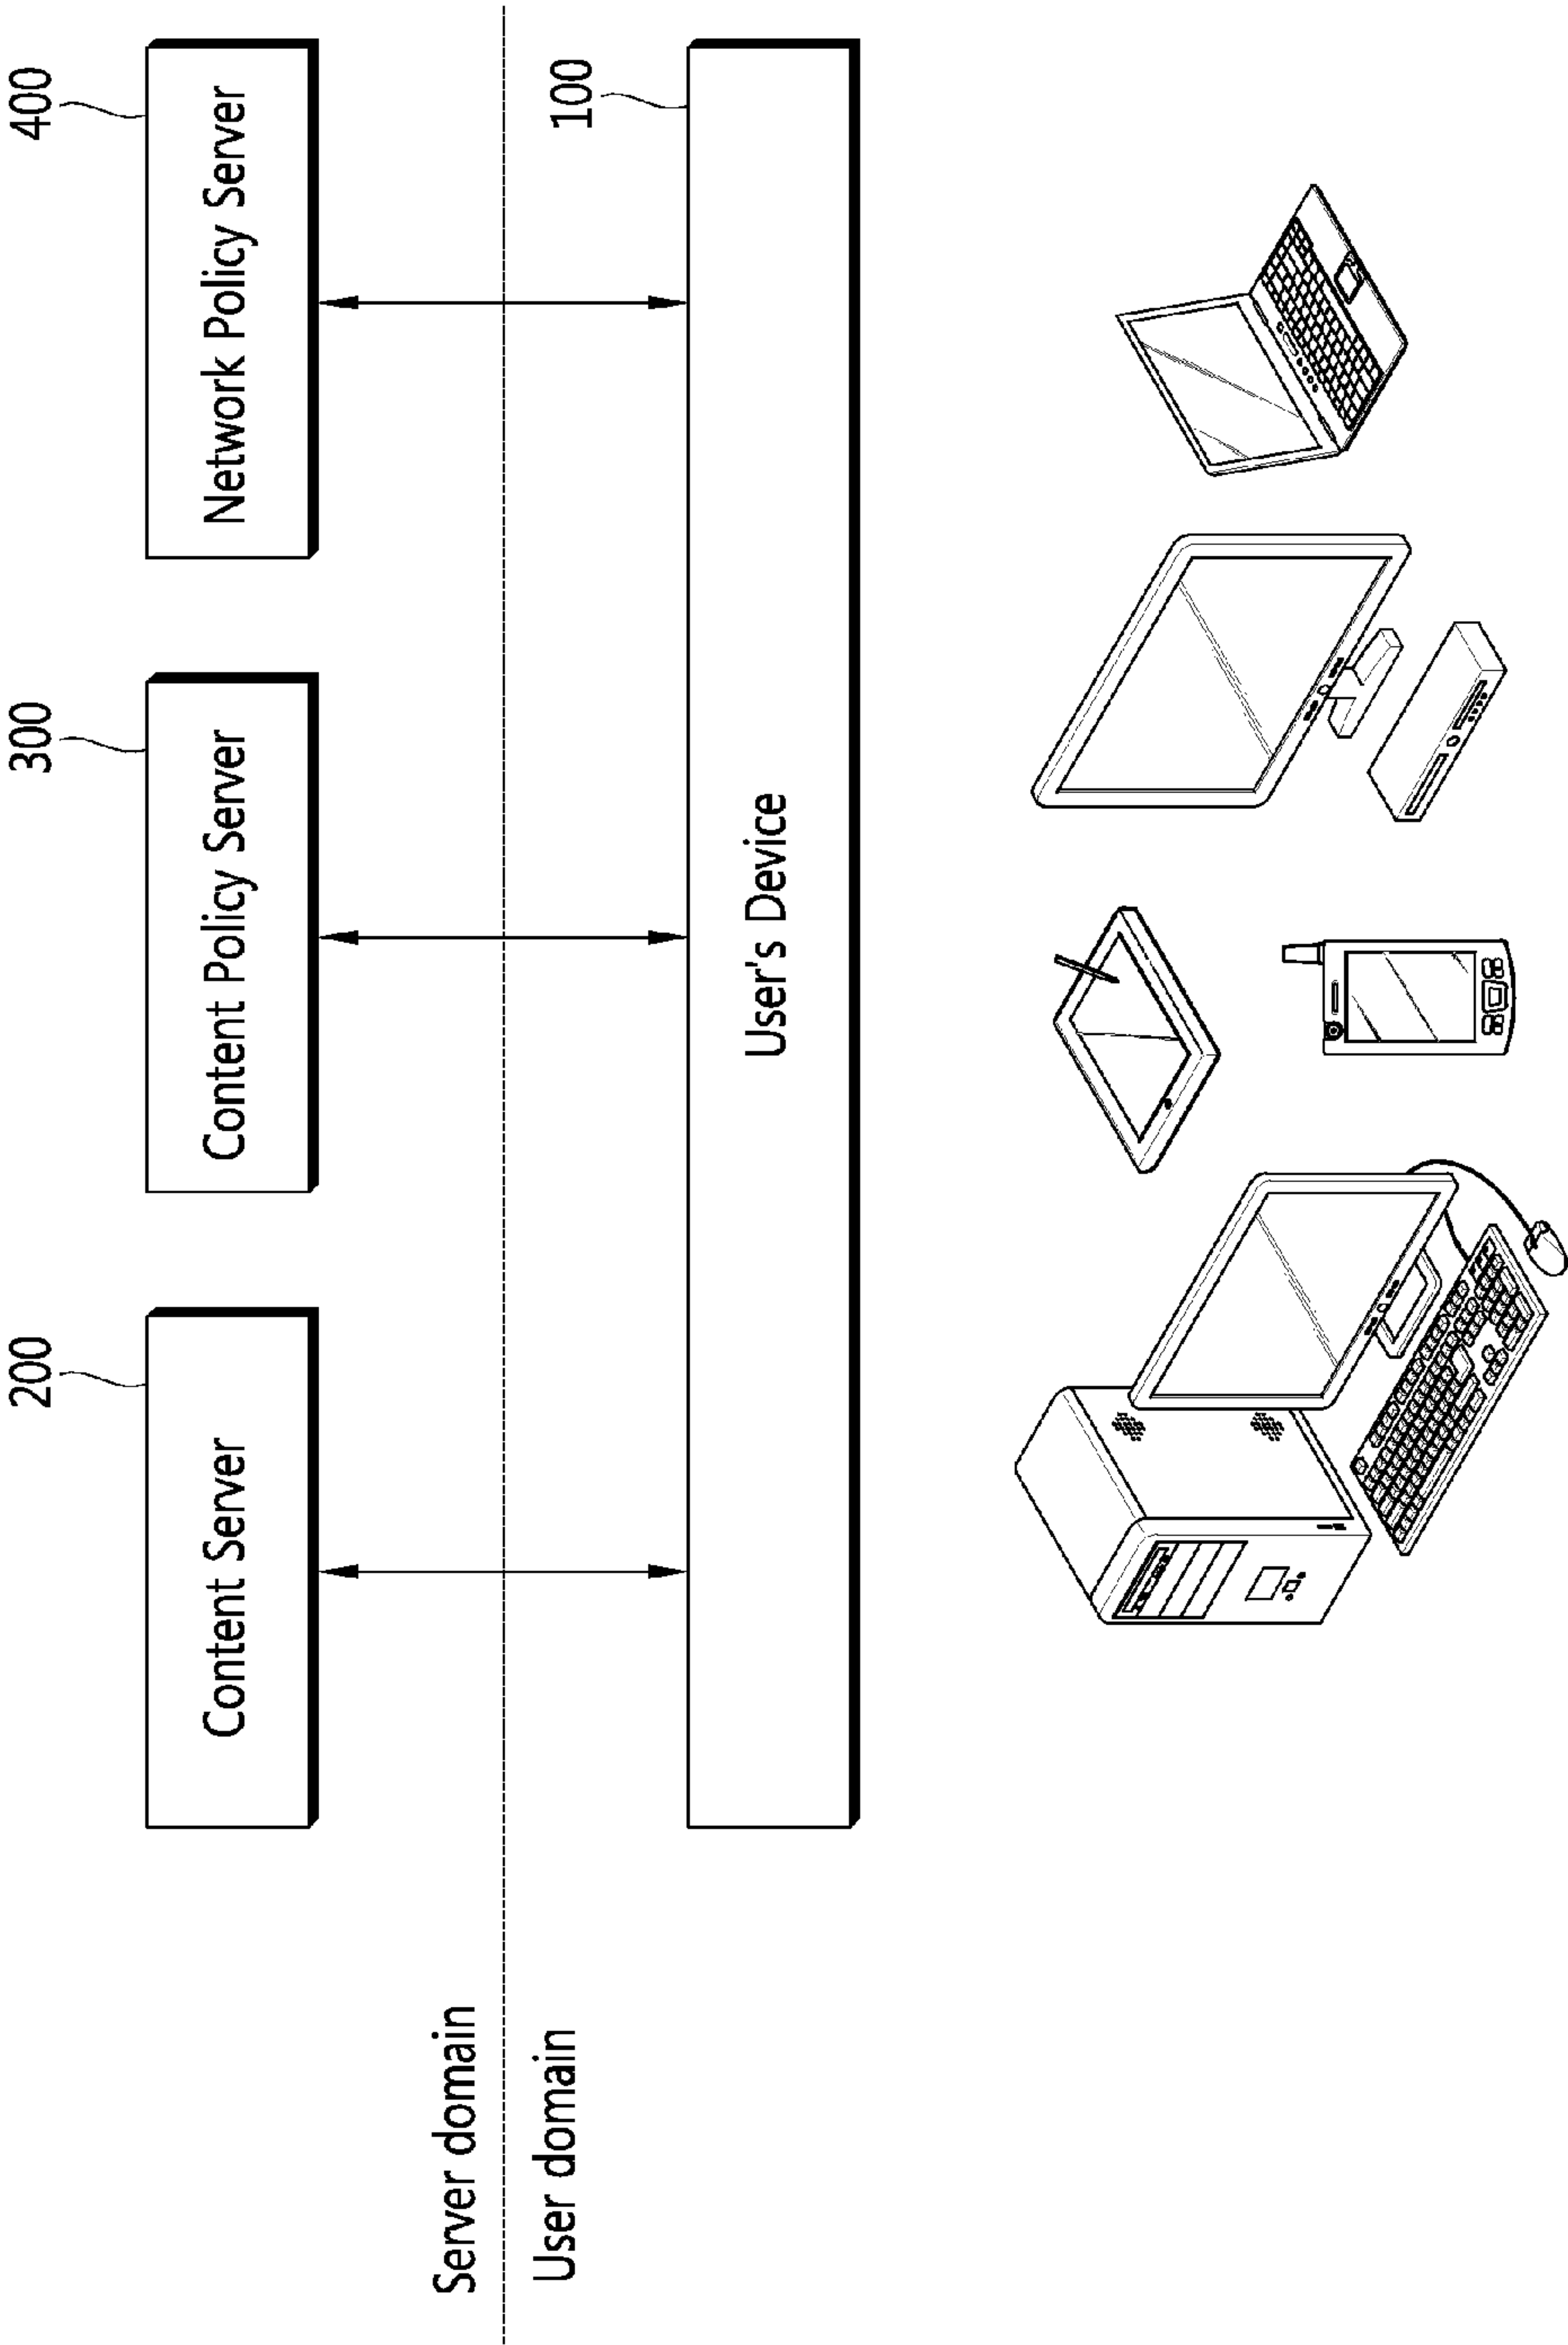 200
300
400
Content Server
Content Policy Server
Network Policy Server
Server domain
User domain
100
User's Device